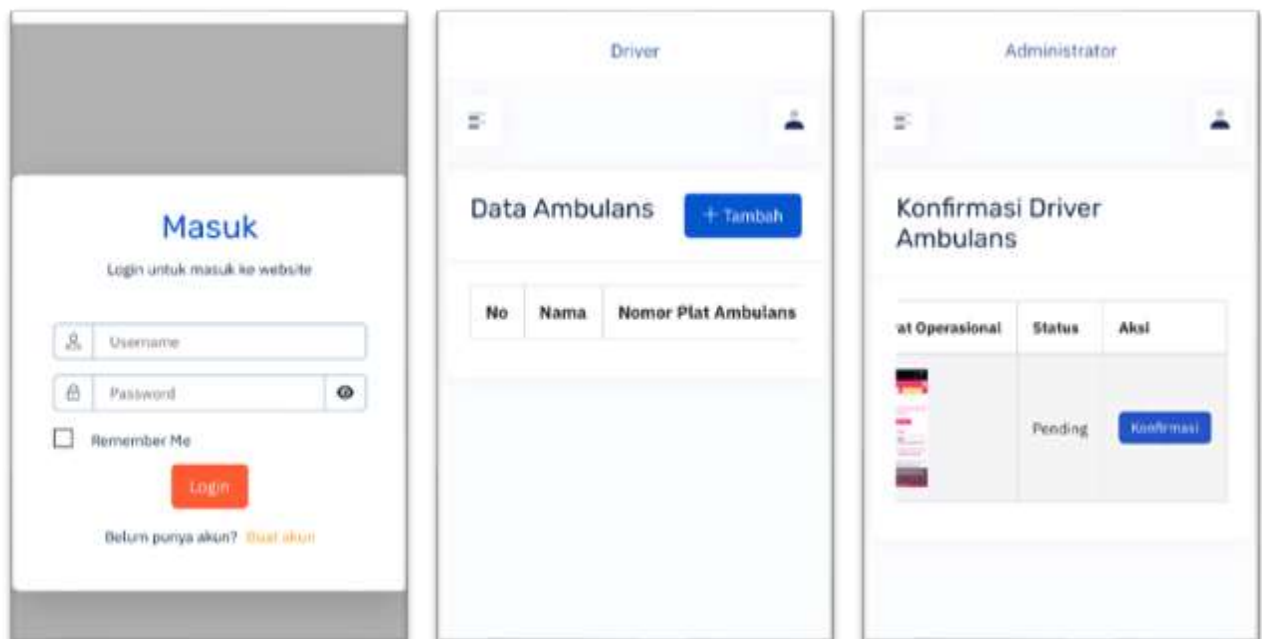 Masuk
Login untuk masuk ke website
Username
Password
Remember Me
Login
Belum punya akun? Buat akun
Driver
Data Ambulans
+ Tambah
No Nama Nomor Plat Ambulans
Administrator
Konfirmasi Driver
Ambulans
at Operasional Status Aksi
Pending Konfirmasi